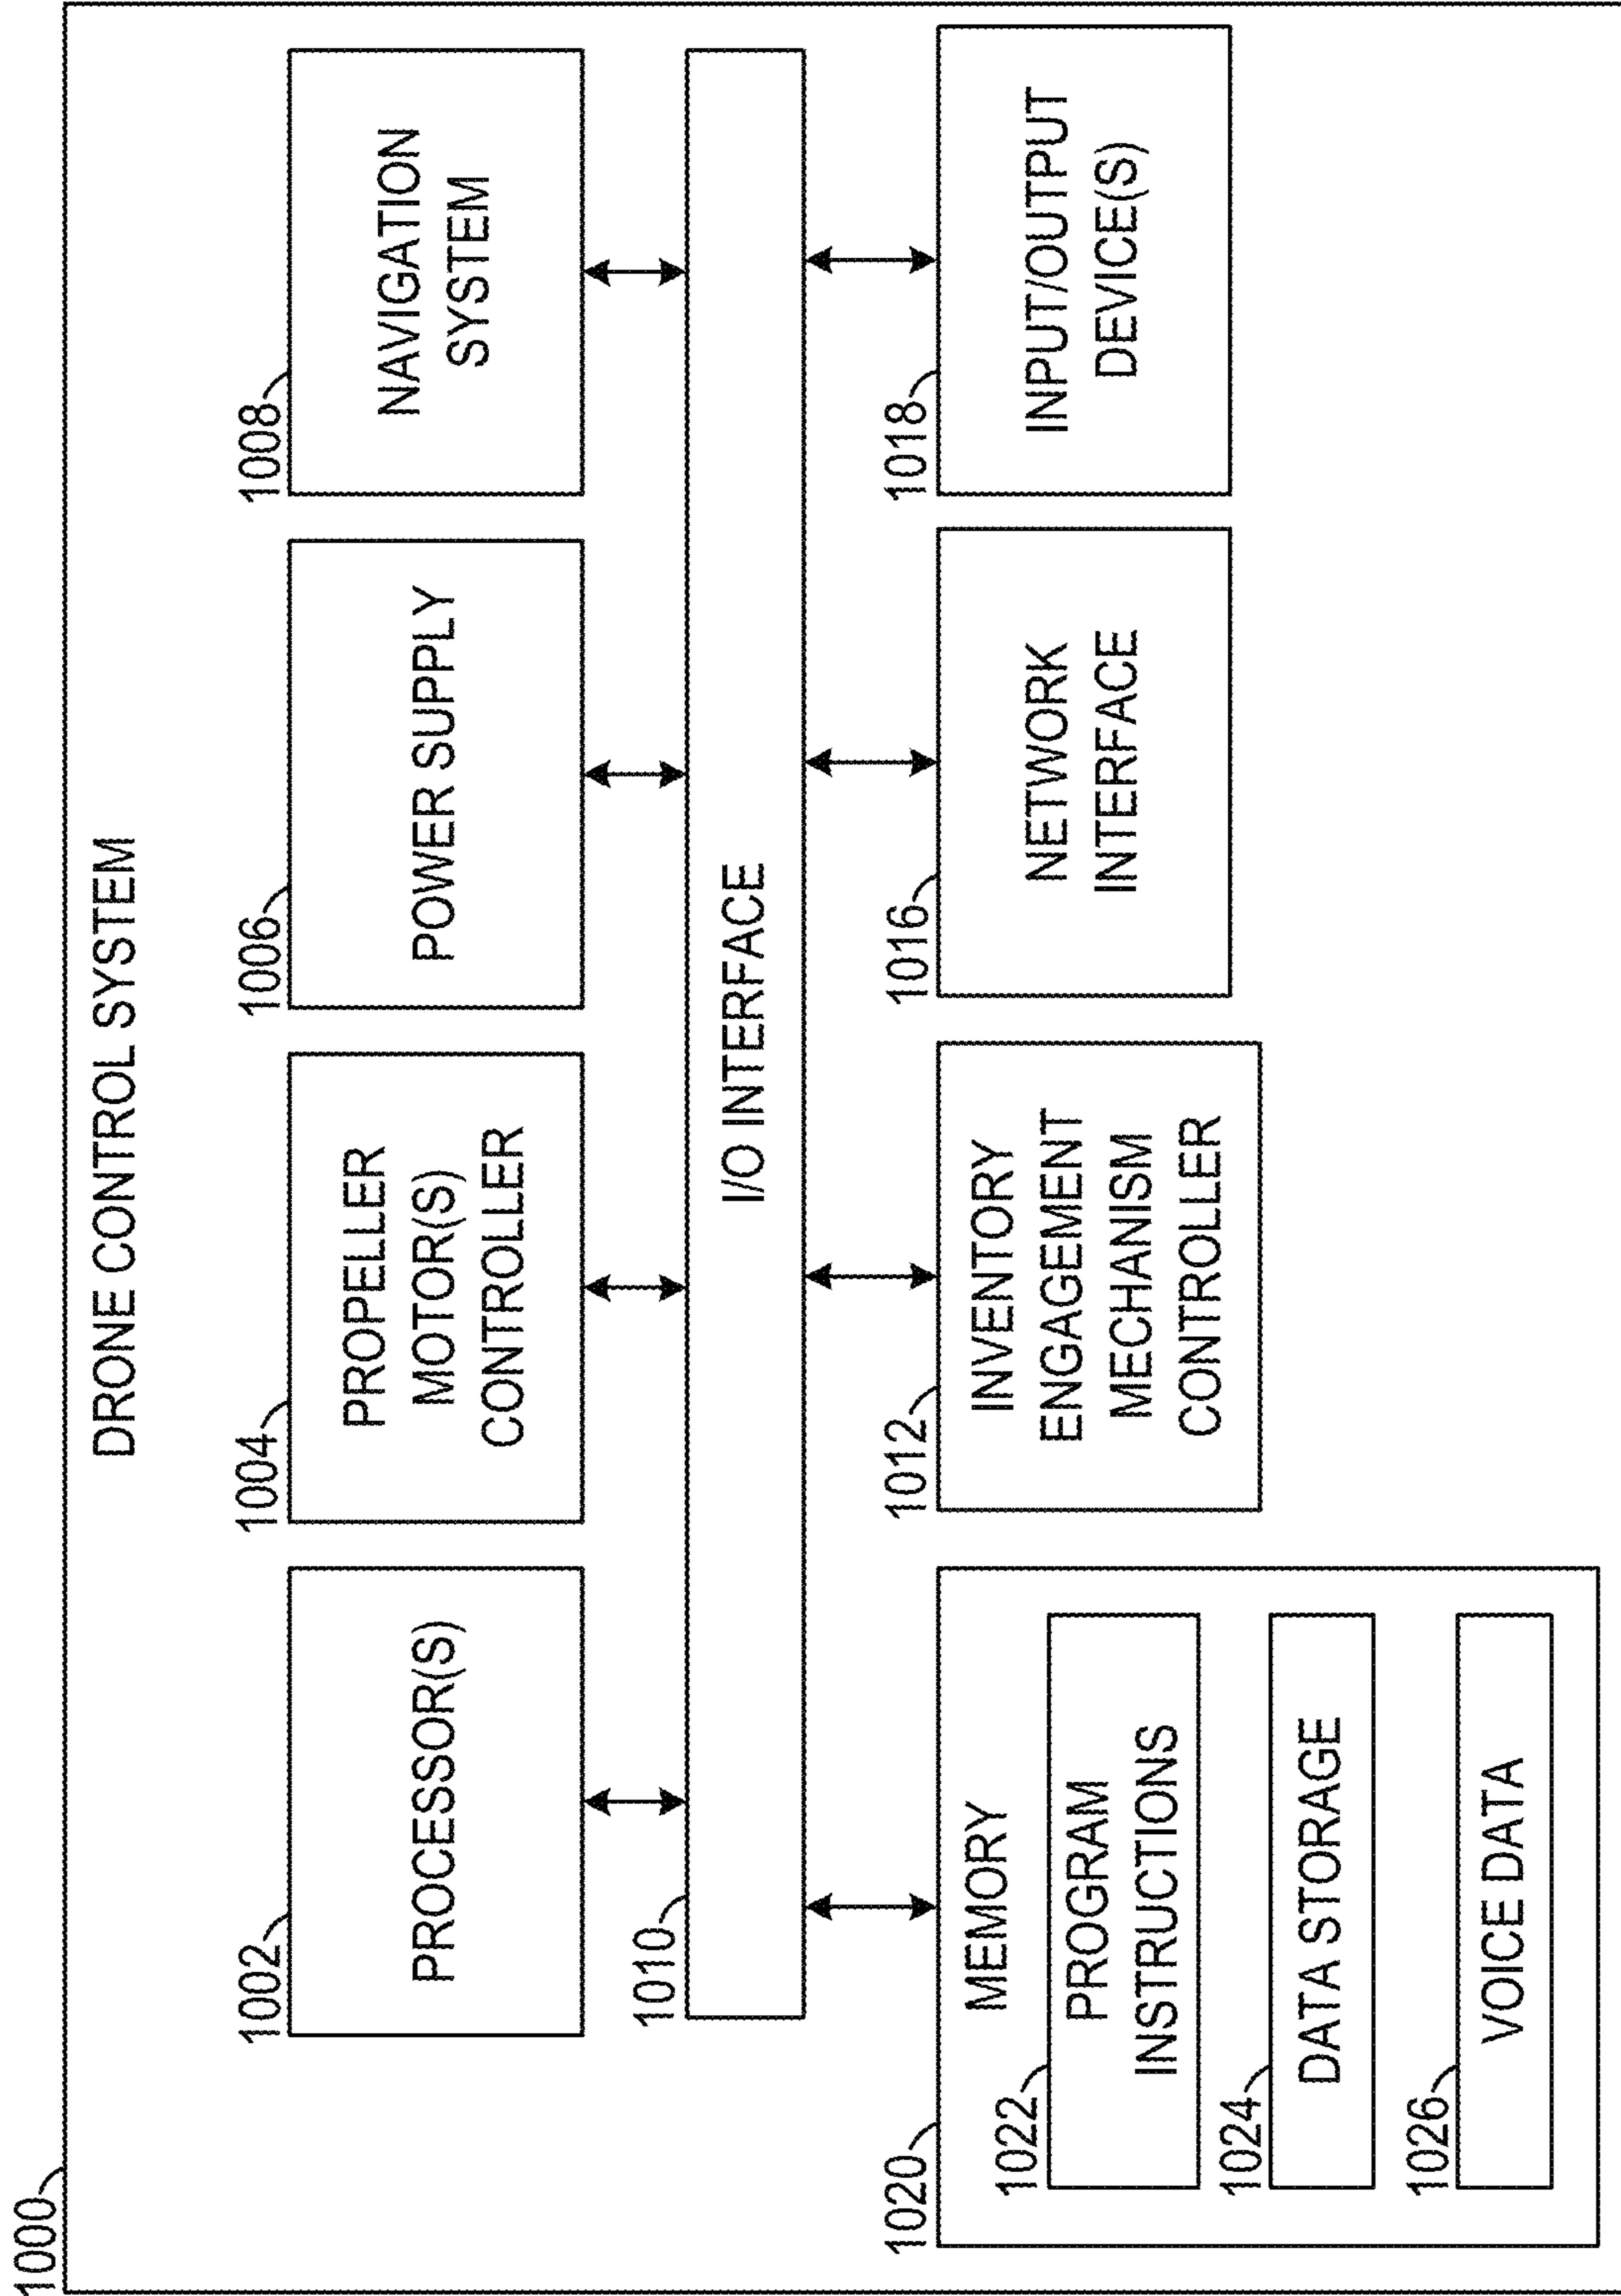 1000
DRONE CONTROL SYSTEM
1002
PROCESSOR(S)
1004
PROPELLER
MOTOR(S)
CONTROLLER
1006
POWER SUPPLY
1008
NAVIGATION
SYSTEM
1010
I/O INTERFACE
1020
MEMORY
1022
PROGRAM
INSTRUCTIONS
1024
DATA STORAGE
1026
VOICE DATA
1012
INVENTORY
ENGAGEMENT
MECHANISM
CONTROLLER
1016
NETWORK
INTERFACE
1018
INPUT/OUTPUT
DEVICE(S)